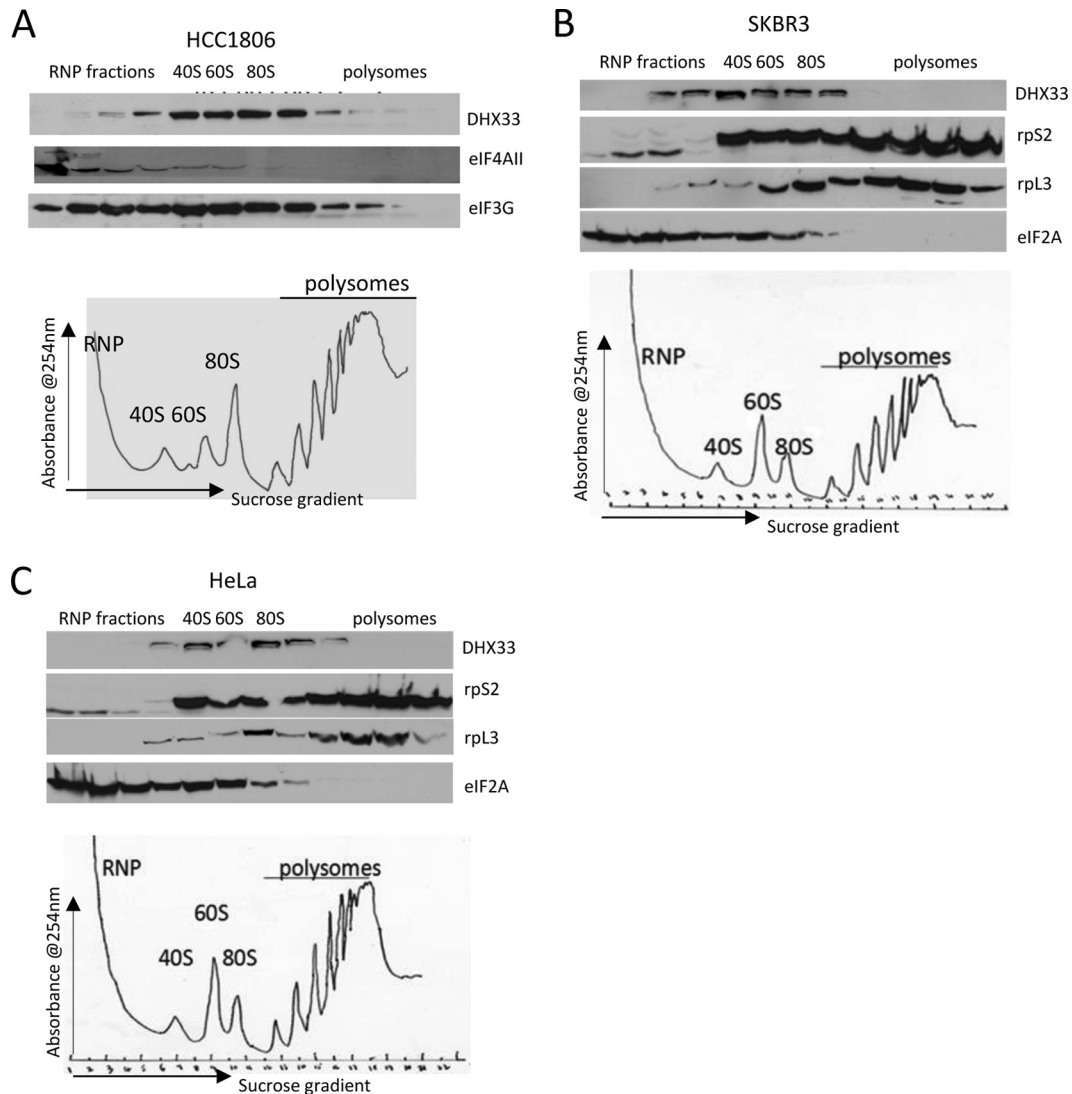 A
HCC1806
RNP fractions 40S 60S 80S polysomes
DHX33
eIF4AII
eIF3G
polysomes
Absorbance @254nm
RNP
80S
40S 60S
Sucrose gradient
B
SKBR3
RNP fractions 40S 60S 80S polysomes
DHX33
rpS2
rpL3
eIF2A
Absorbance @254nm
RNP
polysomes
60S
40S 80S
Sucrose gradient
C
HeLa
RNP fractions 40S 60S 80S polysomes
DHX33
rpS2
rpL3
eIF2A
Absorbance @254nm
RNP
polysomes
60S
40S 80S
Sucrose gradient